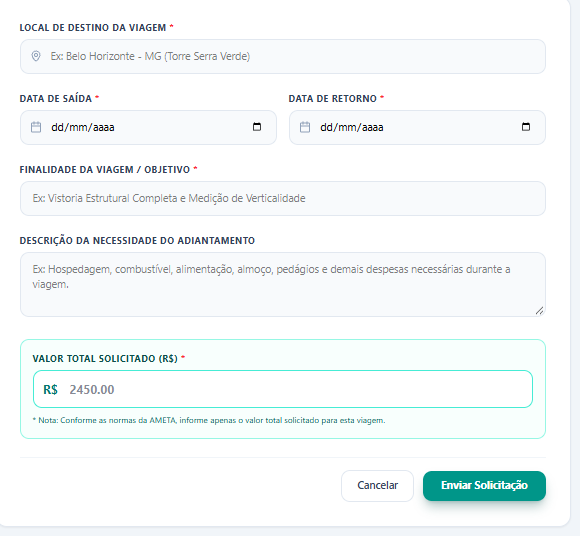 LOCAL DE DESTINO DA VIAGEM *
Ex: Belo Horizonte - MG (Torre Serra Verde)
DATA DE SAÍDA * DATA DE RETORNO *
dd/mm/aaaa dd/mm/aaaa
FINALIDADE DA VIAGEM / OBJETIVO *
Ex: Vistoria Estrutural Completa e Medição de Verticalidade
DESCRIÇÃO DA NECESSIDADE DO ADIANTAMENTO
Ex: Hospedagem, combustível, alimentação, almoço, pedágios e demais despesas necessárias durante a
viagem.
VALOR TOTAL SOLICITADO (R$) *
R$ 2450.00
* Nota: Conforme as normas da AMETA, informe apenas o valor total solicitado para esta viagem.
Cancelar Enviar Solicitação